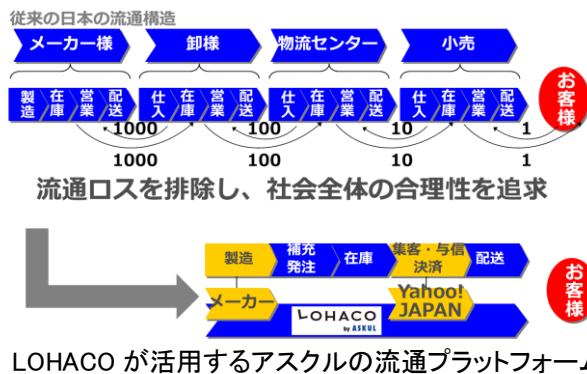 従来の日本の流通構造
メーカー様 卸様 物流センター 小売
製造 在庫 営業 配送 仕入 在庫 営業 配送 仕入 在庫 営業 配送 仕入 在庫 営業 配送 お客様
1000 100 10 1
1000 100 10 1
流通ロスを排除し、社会全体の合理性を追求
製造 補充発注 在庫 集客・与信決済 配送
メーカー Yahoo! JAPAN お客様
LOHACO by ASKUL
LOHACO が活用するアスクルの流通プラットフォーム